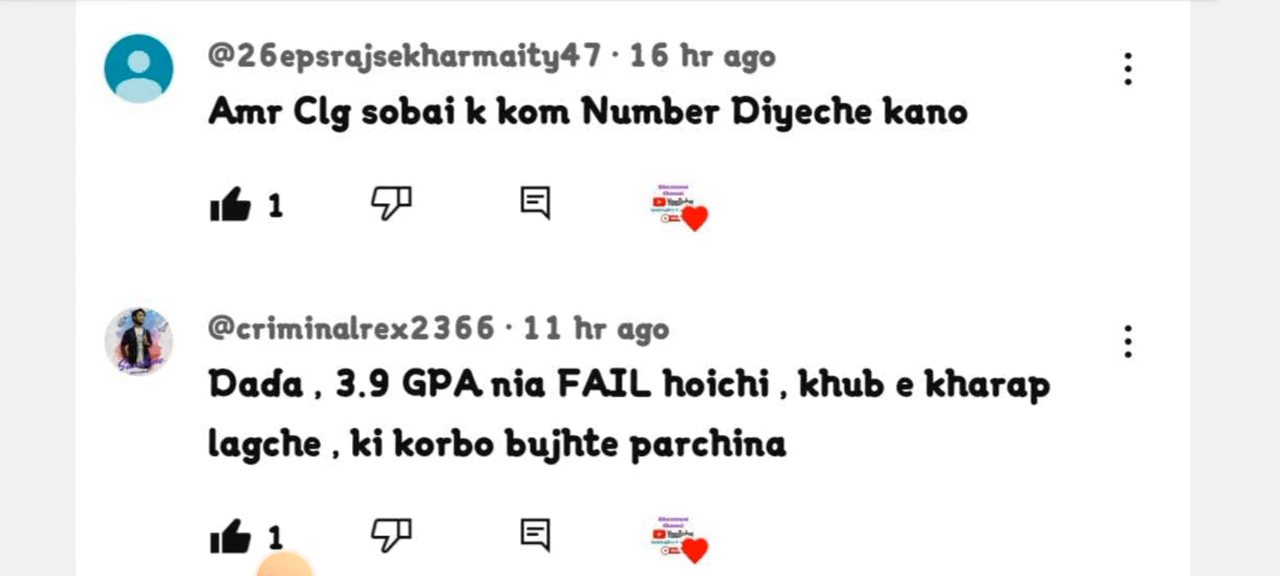 @26epsrajsekharmaity47 · 16 hr ago
Amr Clg sobai k kom Number Diyeche kano
1
@criminalrex2366 · 11 hr ago
Dada , 3.9 GPA nia FAIL hoichi , khub e kharap
lagche , ki korbo bujhte parchina
1